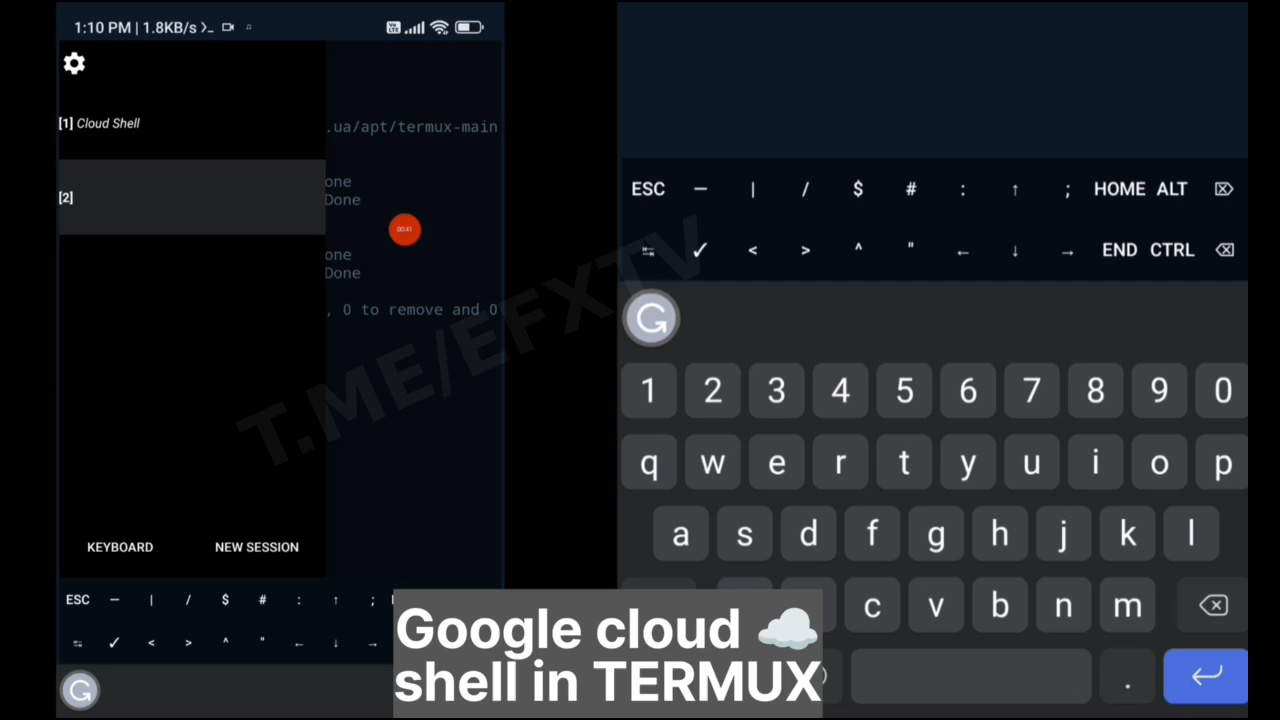 1:10 PM | 1.8KB/s
[1] Cloud Shell
.ua/apt/termux-main
[2]
one
Done
00:41
one
Done
, 0 to remove and 0
T.ME/EFXTV
KEYBOARD NEW SESSION
ESC — | / $ # : ↑ ;
✓ < > ^ " ← ↓ →
Google cloud ☁️
shell in TERMUX
ESC — | / $ # : ↑ ; HOME ALT
✓ < > ^ " ← ↓ → END CTRL
1 2 3 4 5 6 7 8 9 0
q w e r t y u i o p
a s d f g h j k l
c v b n m
.